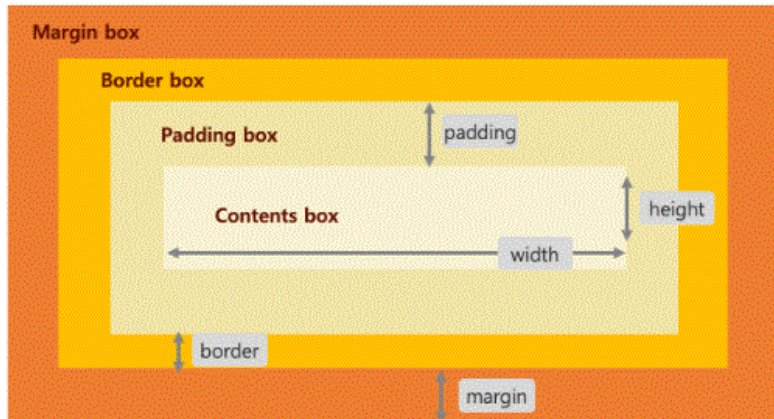 Margin box
Border box
Padding box
padding
Contents box
height
width
border
margin